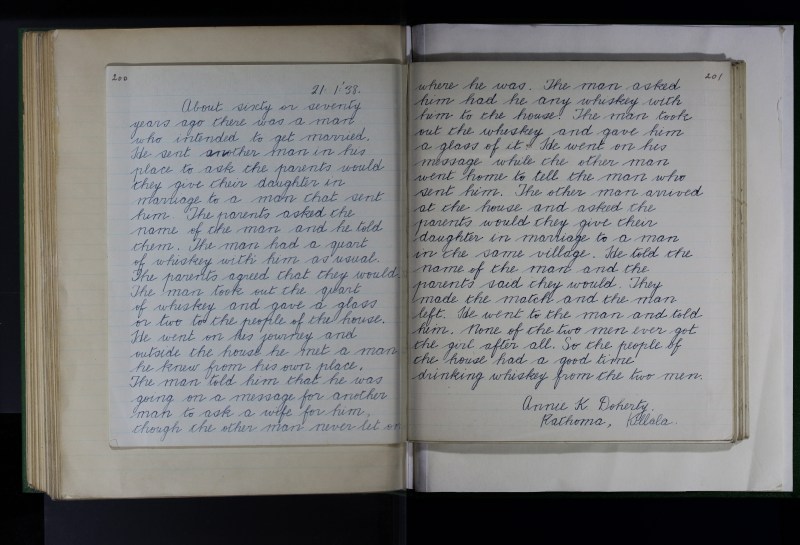 200
21. 1. '38.
About sixty or seventy
years ago there was a man
who intended to get married.
He sent another man in his
place to ask the parents would
they give their daughter in
marriage to a man that sent
him. The parents asked the
name of the man and he told
them. The man had a quart
of whiskey with him as usual.
The parents agreed that they would.
The man took out the quart
of whiskey and gave a glass
or two to the people of the house.
He went on his journey and
outside the house he met a man
he knew from his own place.
The man told him that he was
going on a message for another
man to ask a wife for him,
though the other man never let on
201
where he was. The man asked
him had he any whiskey with
him to the house. The man took
out the whiskey and gave him
a glass of it. He went on his
message while the other man
went home to tell the man who
sent him. The other man arrived
at the house and asked the
parents would they give their
daughter in marriage to a man
in the same village. He told the
name of the man and the
parents said they would. They
made the match and the man
left. He went to the man and told
him. None of the two men ever got
the girl after all. So the people of
the house had a good time
drinking whiskey from the two men.
Annie K Doherty.
Rathoma, Killala.